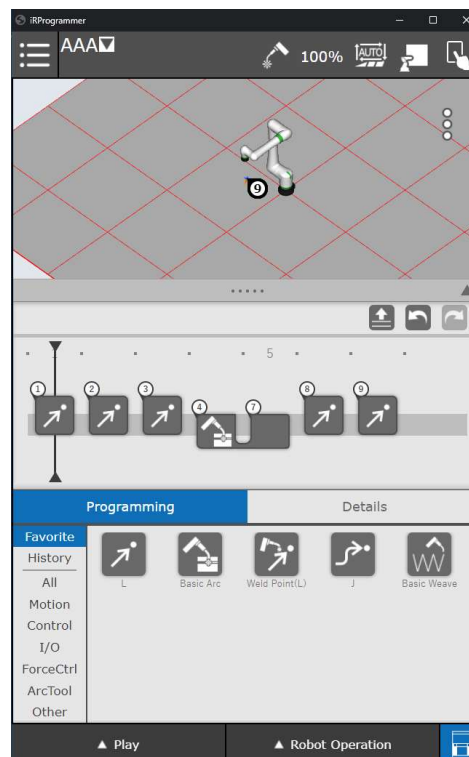 iRProgrammer
AAA
100%
AUTO
9
5
1
2
3
4
7
8
9
Programming
Details
Favorite
History
All
Motion
Control
I/O
ForceCtrl
ArcTool
Other
L
Basic Arc
Weld Point(L)
J
Basic Weave
▲ Play
▲ Robot Operation